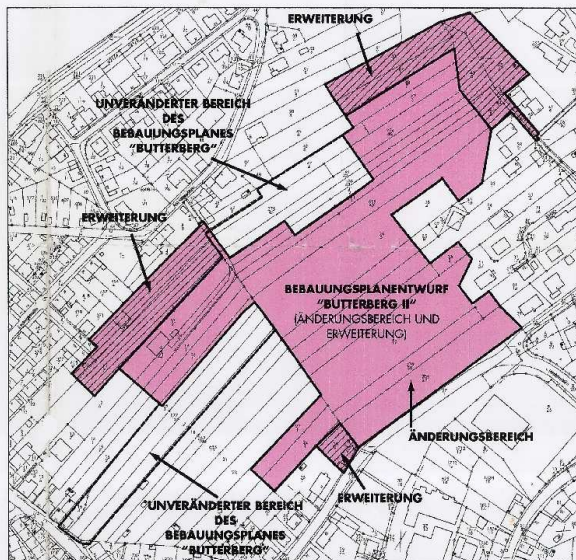 ERWEITERUNG
UNVERÄNDERTER BEREICH
DES
BEBAUUNGSPLANES
"BUTTERBERG"
ERWEITERUNG
BEBAUUNGSPLANENTWURF
"BUTTERBERG II"
(ÄNDERUNGSBEREICH UND
ERWEITERUNG)
ÄNDERUNGSBEREICH
ERWEITERUNG
UNVERÄNDERTER BEREICH
DES
BEBAUUNGSPLANES
"BUTTERBERG"